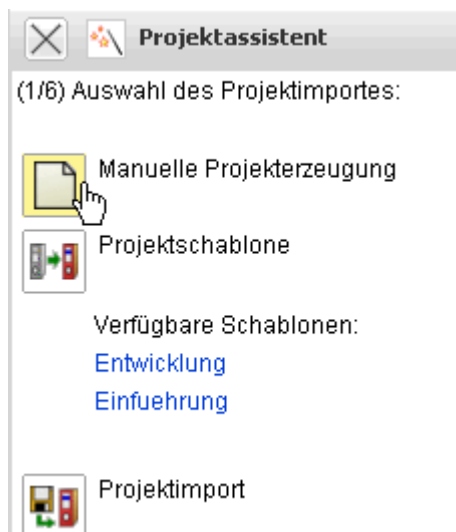 Projektassistent
(1/6) Auswahl des Projektimportes:
Manuelle Projekterzeugung
Projektschablone
Verfügbare Schablonen:
Entwicklung
Einfuehrung
Projektimport